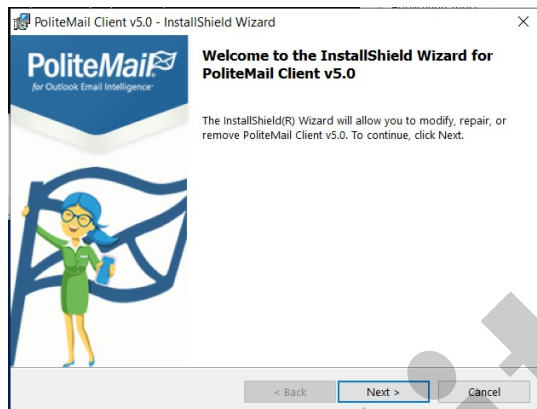 PoliteMail Client v5.0 - InstallShield Wizard
PoliteMail
for Outlook Email Intelligence
Welcome to the InstallShield Wizard for
PoliteMail Client v5.0
The InstallShield(R) Wizard will allow you to modify, repair, or
remove PoliteMail Client v5.0. To continue, click Next.
< Back
Next >
Cancel